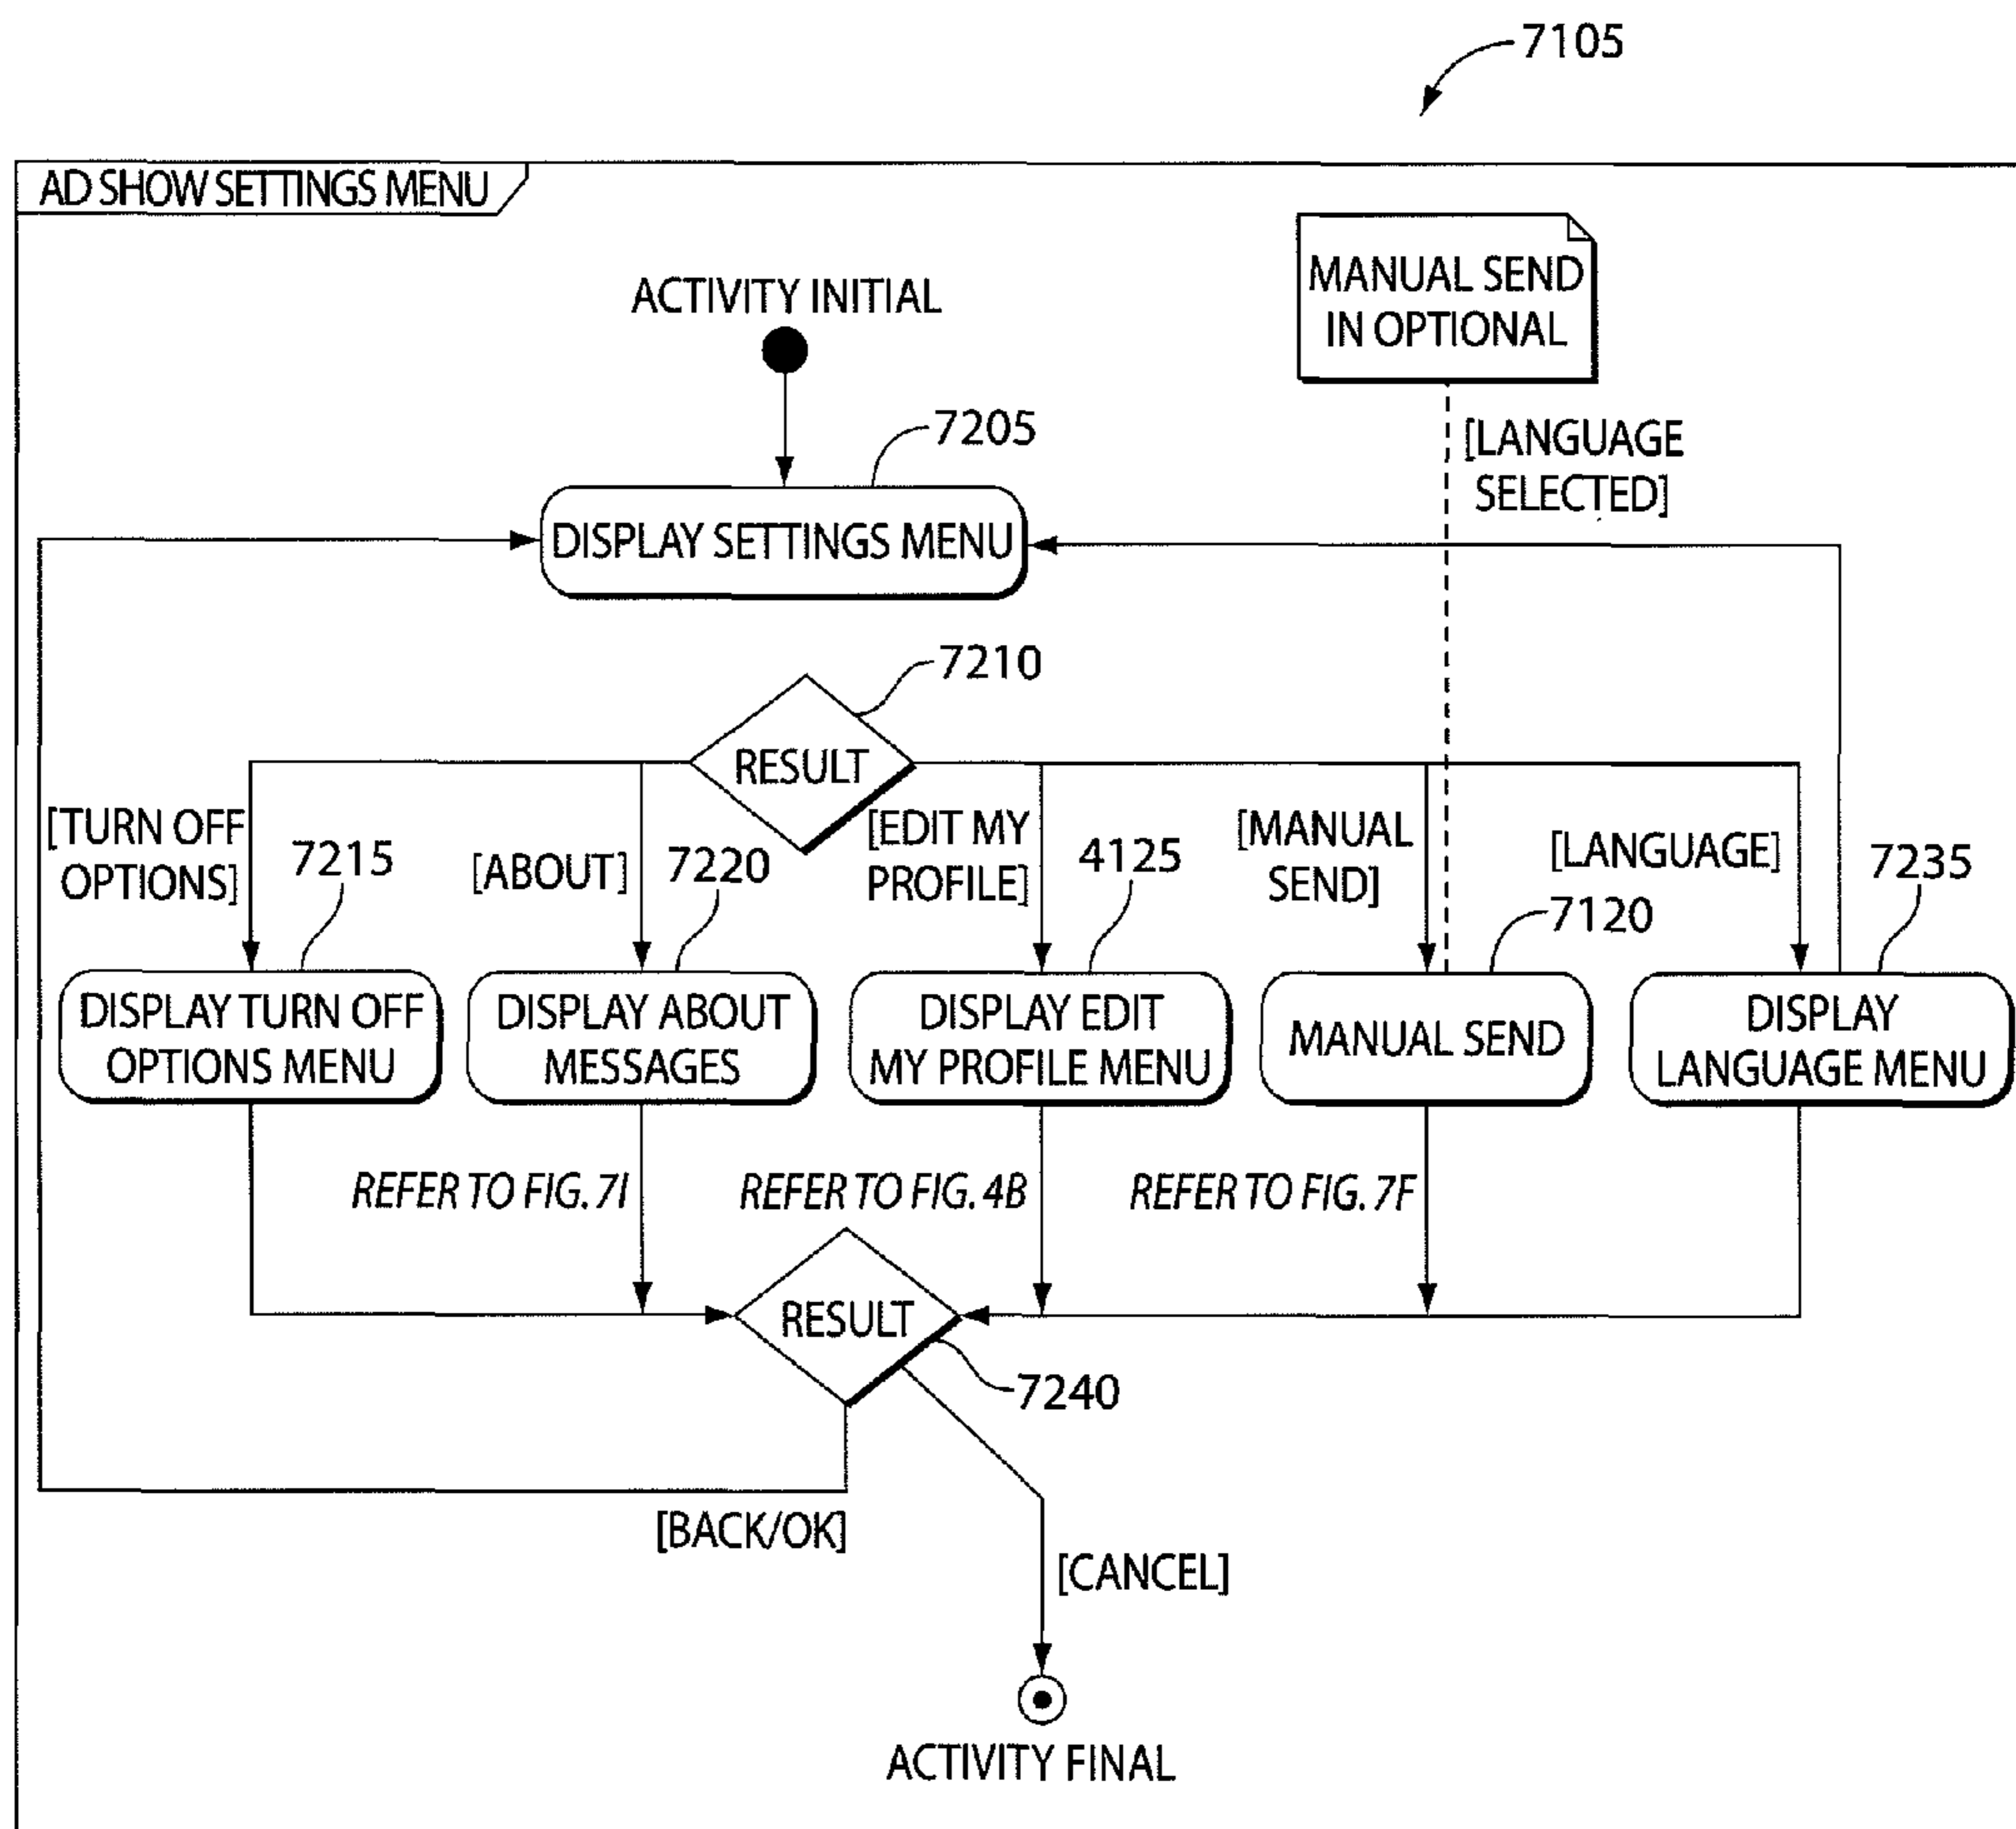 7105
AD SHOW SETTINGS MENU
MANUAL SEND
IN OPTIONAL
ACTIVITY INITIAL
7205
[LANGUAGE
SELECTED]
DISPLAY SETTINGS MENU
7210
RESULT
[TURN OFF
OPTIONS]
7215
[ABOUT]
7220
[EDIT MY
PROFILE]
4125
[MANUAL
SEND]
7120
[LANGUAGE]
7235
DISPLAY TURN OFF
OPTIONS MENU
DISPLAY ABOUT
MESSAGES
DISPLAY EDIT
MY PROFILE MENU
MANUAL SEND
DISPLAY
LANGUAGE MENU
REFER TO FIG. 7I
REFER TO FIG. 4B
REFER TO FIG. 7F
RESULT
7240
[BACK/OK]
[CANCEL]
ACTIVITY FINAL